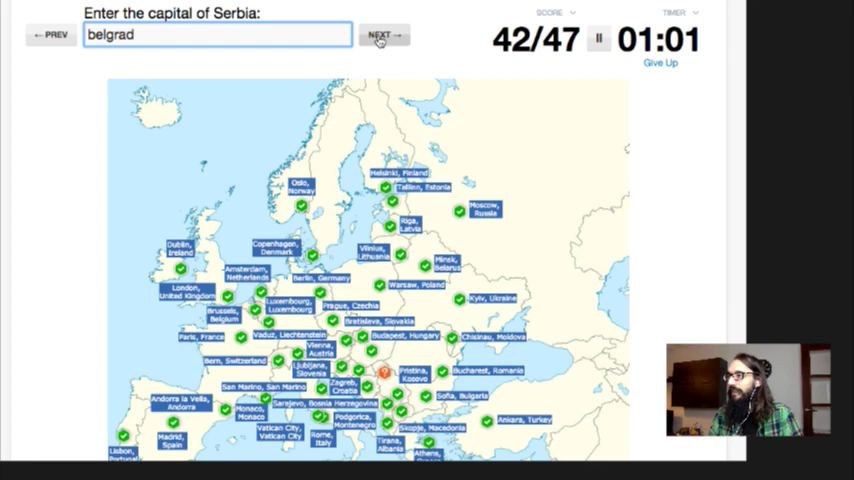 Enter the capital of Serbia:
← PREV
belgrad
NEXT →
SCORE
42/47
TIMER
01:01
Give Up
Helsinki, Finland
Oslo,
Norway
Tallinn, Estonia
Moscow,
Russia
Riga,
Latvia
Dublin,
Ireland
Copenhagen,
Denmark
Vilnius,
Lithuania
Minsk,
Belarus
Amsterdam,
Netherlands
Berlin, Germany
Warsaw, Poland
London,
United Kingdom
Luxembourg,
Luxembourg
Prague, Czechia
Kyiv, Ukraine
Brussels,
Belgium
Bratislava, Slovakia
Paris, France
Vaduz, Liechtenstein
Budapest, Hungary
Chisinau, Moldova
Vienna,
Austria
Bern, Switzerland
Ljubljana,
Slovenia
Pristina,
Kosovo
Bucharest, Romania
San Marino, San Marino
Zagreb,
Croatia
Andorra la Vella,
Andorra
Sarajevo, Bosnia Herzegovina
Sofia, Bulgaria
Monaco,
Monaco
Podgorica,
Montenegro
Skopje, Macedonia
Ankara, Turkey
Vatican City,
Vatican City
Rome,
Italy
Tirana,
Albania
Madrid,
Spain
Lisbon,
Portugal
Athens,